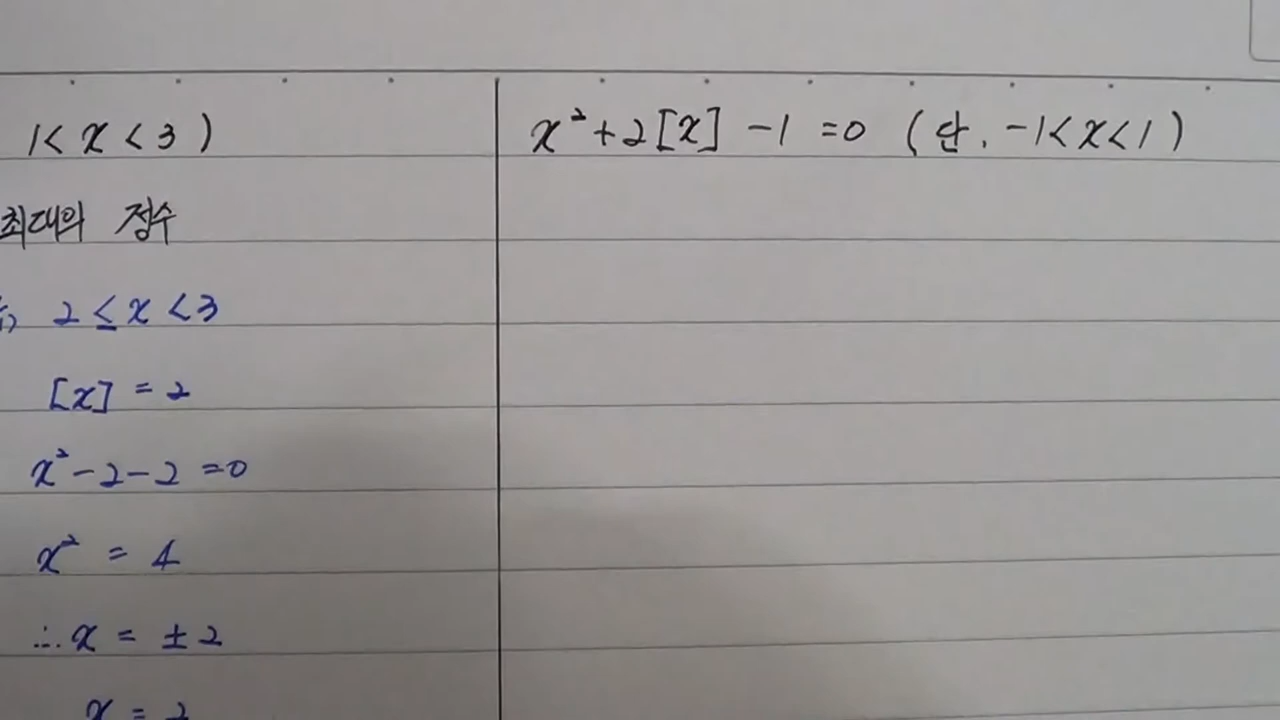 1 < x < 3 )
최대의 정수
2 ≤ x < 3
[x] = 2
x² - 2 - 2 = 0
x² = 4
∴ x = ± 2
x = 2
x² + 2[x] - 1 = 0 (단, -1 < x < 1)